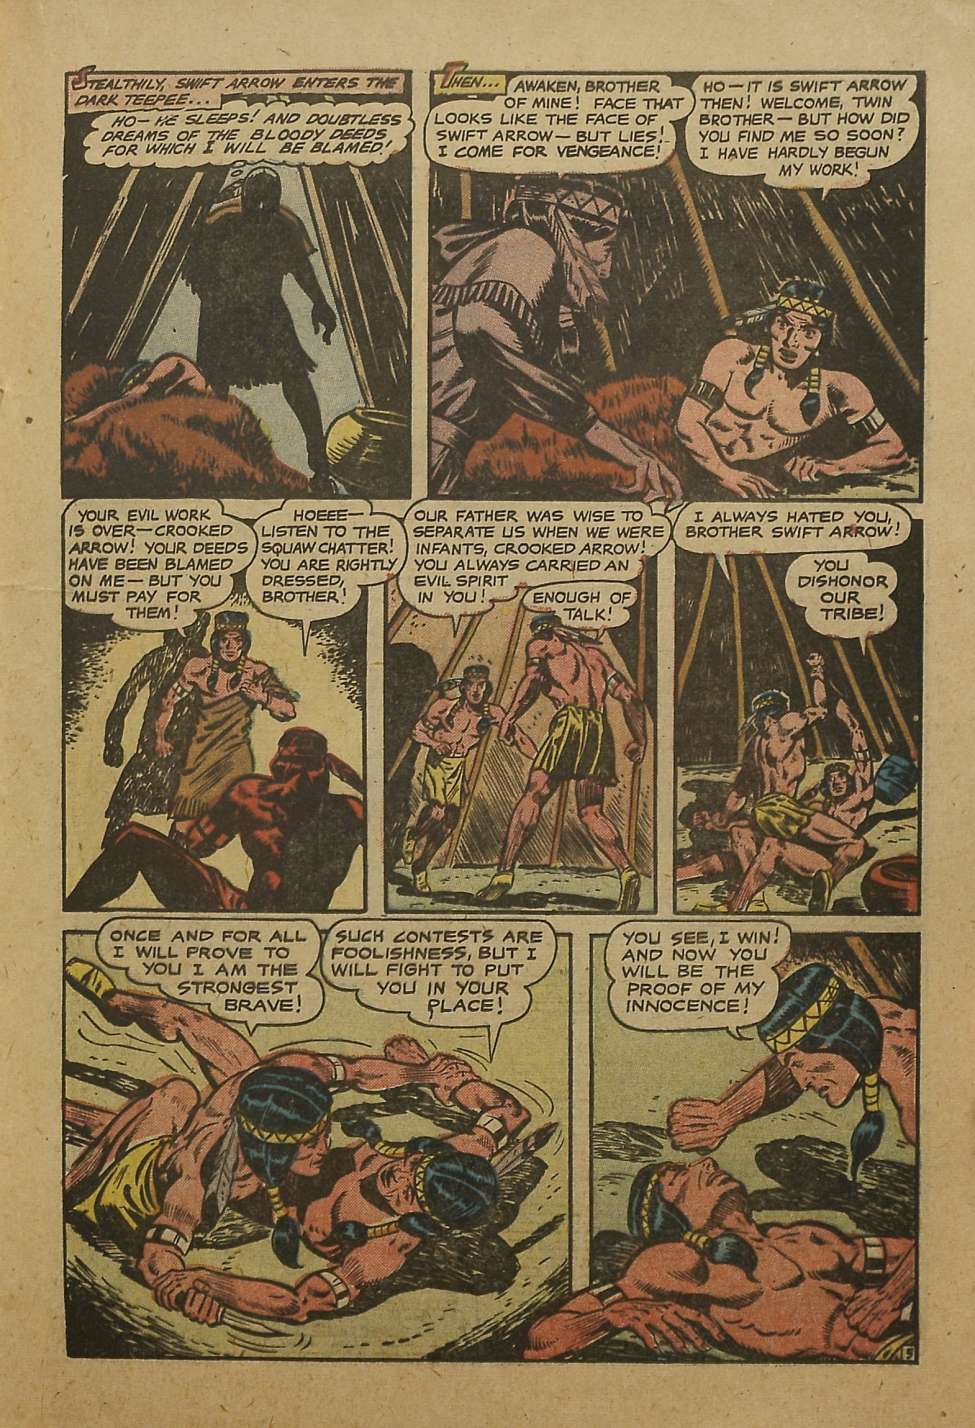 STEALTHILY, SWIFT ARROW ENTERS THE
DARK TEEPEE...
HO—HE SLEEPS! AND DOUBTLESS
DREAMS OF THE BLOODY DEEDS
FOR WHICH I WILL BE BLAMED!
THEN...
AWAKEN, BROTHER
OF MINE! FACE THAT
LOOKS LIKE THE FACE OF
SWIFT ARROW—BUT LIES!
I COME FOR VENGEANCE!
HO—IT IS SWIFT ARROW
THEN! WELCOME, TWIN
BROTHER—BUT HOW DID
YOU FIND ME SO SOON?
I HAVE HARDLY BEGUN
MY WORK!
YOUR EVIL WORK
IS OVER—CROOKED
ARROW! YOUR DEEDS
HAVE BEEN BLAMED
ON ME—BUT YOU
MUST PAY FOR
THEM!
HOEEE—
LISTEN TO THE
SQUAW CHATTER!
YOU ARE RIGHTLY
DRESSED,
BROTHER!
OUR FATHER WAS WISE TO
SEPARATE US WHEN WE WERE
INFANTS, CROOKED ARROW!
YOU ALWAYS CARRIED AN
EVIL SPIRIT
IN YOU!
ENOUGH OF
TALK!
I ALWAYS HATED YOU,
BROTHER SWIFT ARROW!
YOU
DISHONOR
OUR
TRIBE!
ONCE AND FOR ALL
I WILL PROVE TO
YOU I AM THE
STRONGEST
BRAVE!
SUCH CONTESTS ARE
FOOLISHNESS, BUT I
WILL FIGHT TO PUT
YOU IN YOUR
PLACE!
YOU SEE, I WIN!
AND NOW YOU
WILL BE THE
PROOF OF MY
INNOCENCE!